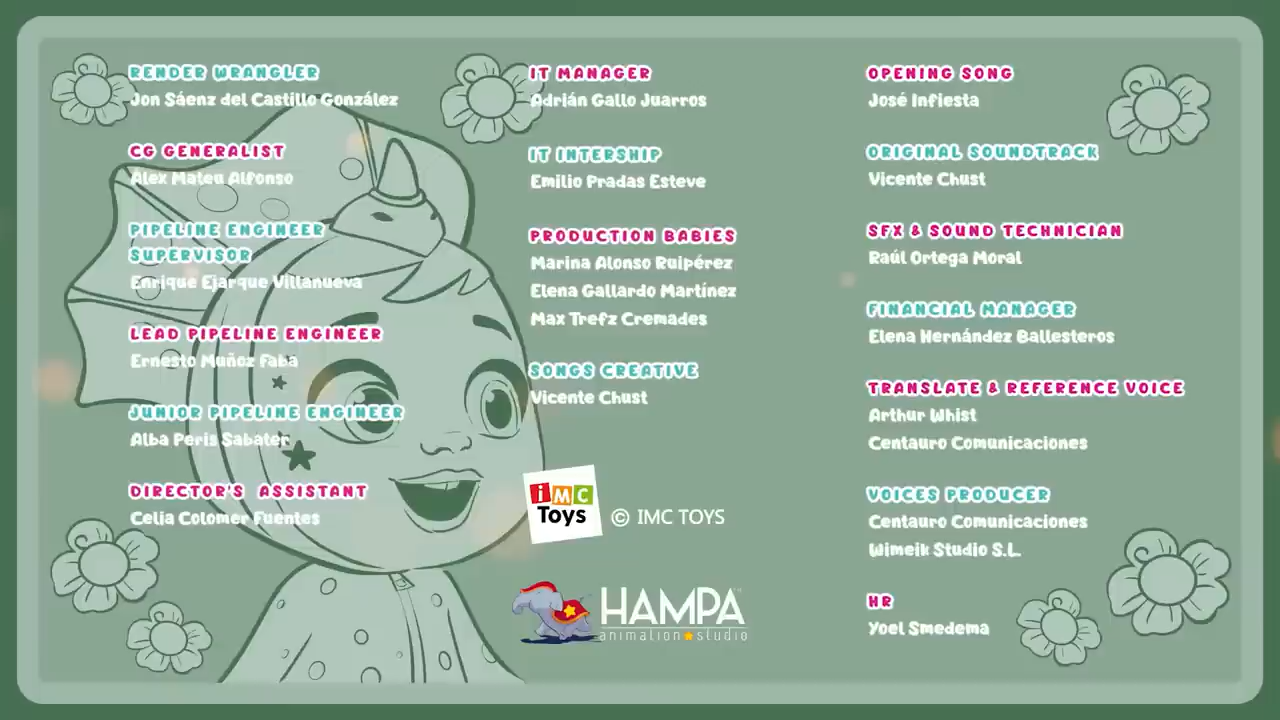 RENDER WRANGLER
Jon Sáenz del Castillo González
CG GENERALIST
Alex Mateu Alfonso
PIPELINE ENGINEER
SUPERVISOR
Enrique Ejarque Villanueva
LEAD PIPELINE ENGINEER
Ernesto Muñoz faba
JUNIOR PIPELINE ENGINEER
Alba Peris Sabater
DIRECTOR'S ASSISTANT
Celia Colomer Fuentes
IT MANAGER
Adrián Gallo Juarros
IT INTERSHIP
Emilio Pradas Esteve
PRODUCTION BABIES
Marina Alonso Ruipérez
Elena Gallardo Martínez
Max Trefz Cremades
SONGS CREATIVE
Vicente Chust
iMC
Toys
© IMC TOYS
HAMPA
animation studio
OPENING SONG
José Infiesta
ORIGINAL SOUNDTRACK
Vicente Chust
SFX & SOUND TECHNICIAN
Raúl Ortega Moral
FINANCIAL MANAGER
Elena Hernández Ballesteros
TRANSLATE & REFERENCE VOICE
Arthur Whist
Centauro Comunicaciones
VOICES PRODUCER
Centauro Comunicaciones
Wimeik Studio S.L.
HR
Yoel Smedema